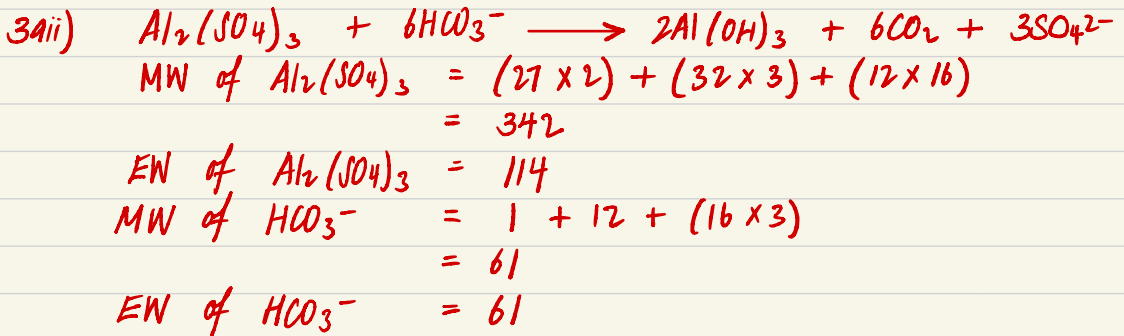 3aii) Al₂(SO₄)₃ + 6HCO₃⁻ ⟶ 2Al(OH)₃ + 6CO₂ + 3SO₄²⁻
MW of Al₂(SO₄)₃ = (27 × 2) + (32 × 3) + (12 × 16)
= 342
EW of Al₂(SO₄)₃ = 114
MW of HCO₃⁻ = 1 + 12 + (16 × 3)
= 61
EW of HCO₃⁻ = 61